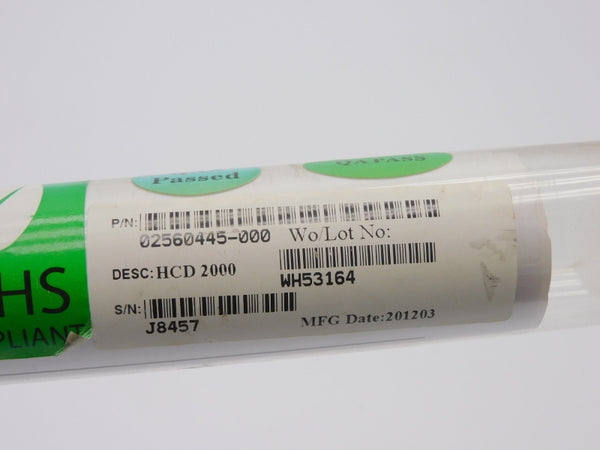 Passed
QA PASS
P/N:
02560445-000 Wo/Lot No:
DESC:HCD 2000
WH53164
S/N:
J8457
MFG Date:201203
HS
PLIANT